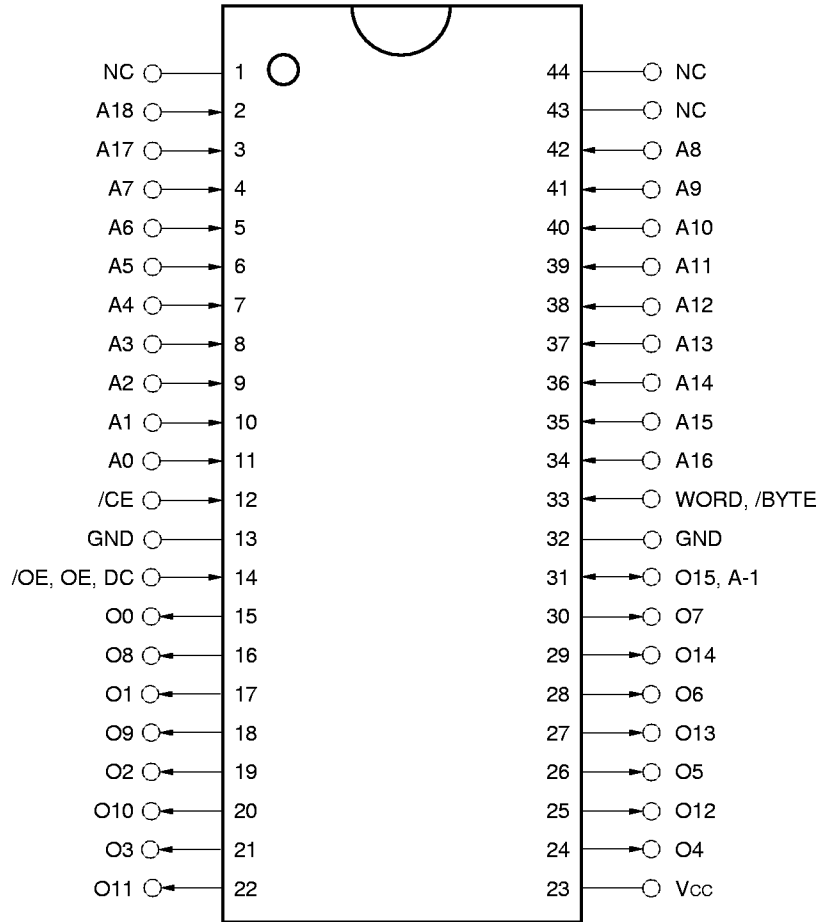 NC 1 44 NC
A18 2 43 NC
A17 3 42 A8
A7 4 41 A9
A6 5 40 A10
A5 6 39 A11
A4 7 38 A12
A3 8 37 A13
A2 9 36 A14
A1 10 35 A15
A0 11 34 A16
/CE 12 33 WORD, /BYTE
GND 13 32 GND
/OE, OE, DC 14 31 O15, A-1
O0 15 30 O7
O8 16 29 O14
O1 17 28 O6
O9 18 27 O13
O2 19 26 O5
O10 20 25 O12
O3 21 24 O4
O11 22 23 Vcc